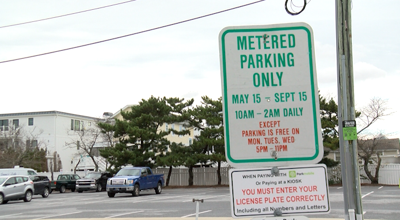 METERED
PARKING
ONLY
MAY 15 - SEPT 15
10AM - 2AM DAILY
EXCEPT
PARKING IS FREE ON
MON, TUES, WED
5PM - 11PM
WHEN PAYING WITH
Or Paying at a KIOSK
YOU MUST ENTER YOUR
LICENSE PLATE CORRECTLY
Including all Numbers and Letters